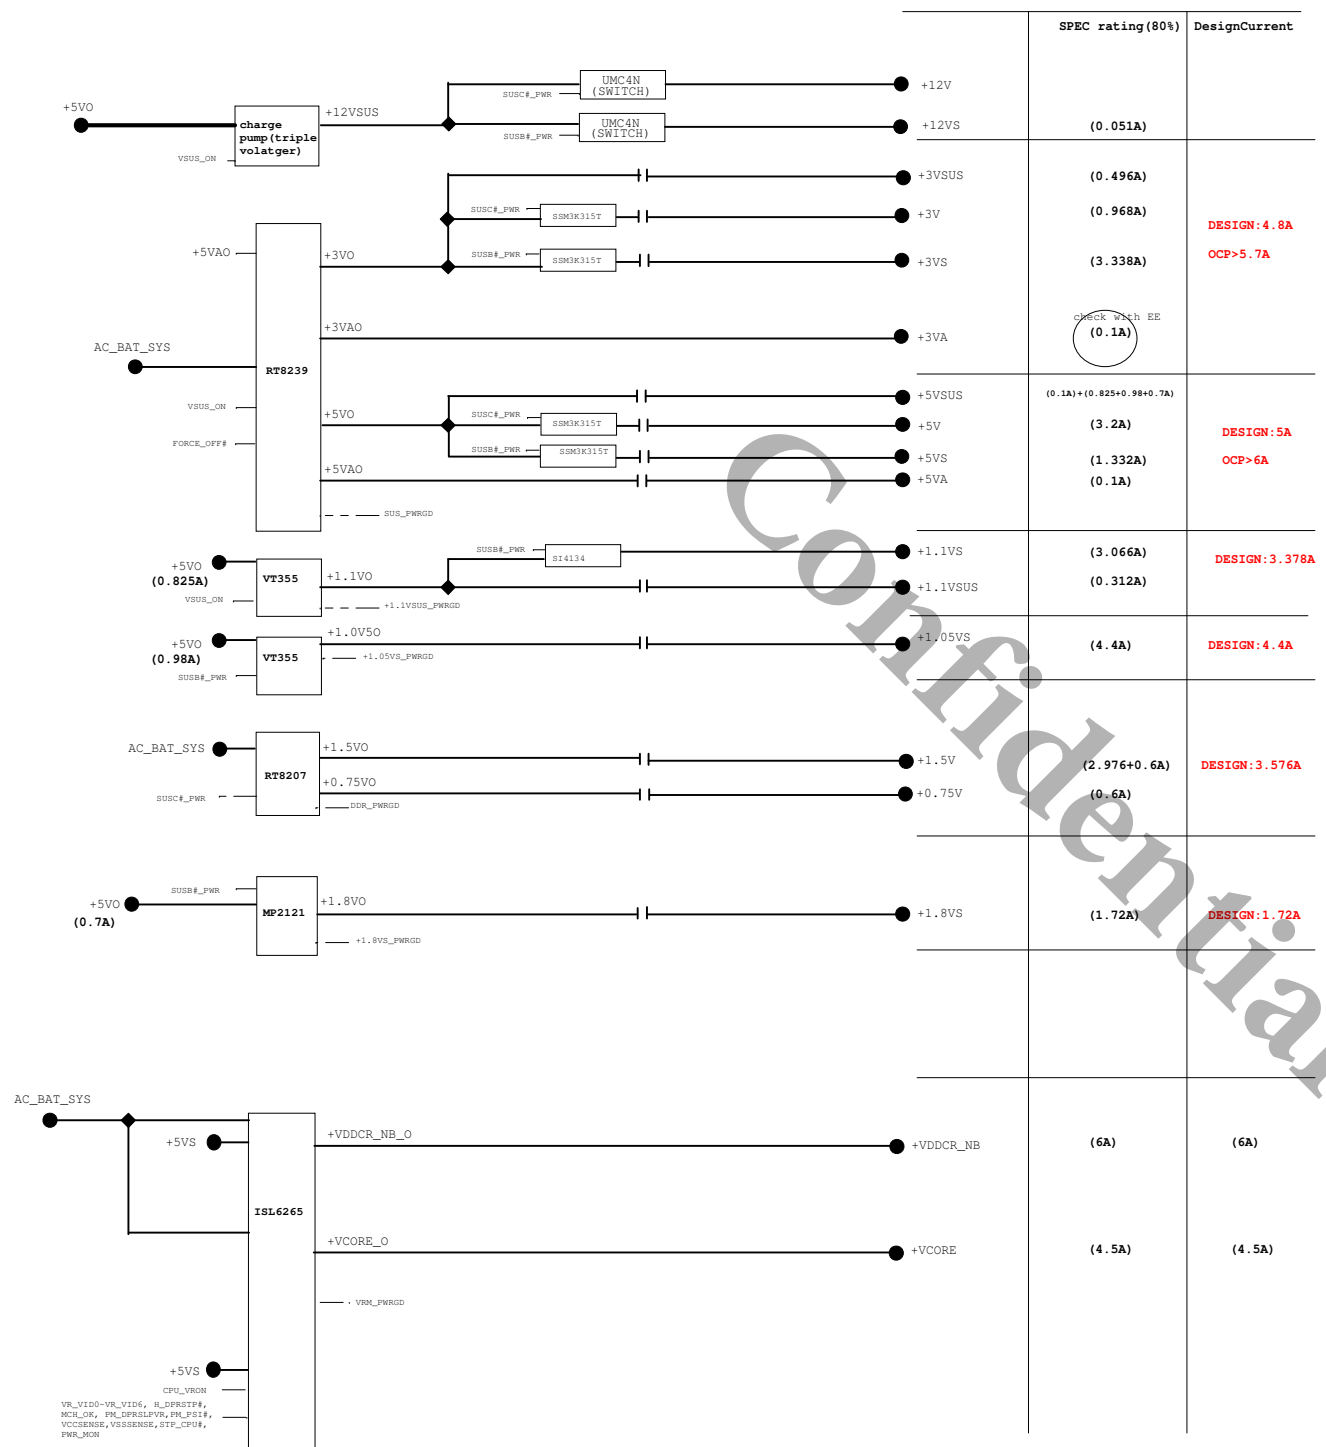 SPEC rating(80%) DesignCurrent
UMC4N
(SWITCH)
SUSC#_PWR
+12V
+5VO
+12VSUS
charge
pump(triple
volatger)
VSUS_ON
UMC4N
(SWITCH)
SUSB#_PWR
+12VS
(0.051A)
+3VSUS
(0.496A)
SUSC#_PWR
SSM3K315T
+3V
(0.968A)
DESIGN:4.8A
+5VAO
+3VO
SUSB#_PWR
SSM3K315T
+3VS
(3.338A)
OCP>5.7A
check with EE
+3VAO
+3VA
(0.1A)
AC_BAT_SYS
RT8239
+5VSUS
(0.1A)+(0.825+0.98+0.7A)
VSUS_ON
+5VO
SUSC#_PWR
SSM3K315T
+5V
(3.2A)
DESIGN:5A
FORCE_OFF#
SUSB#_PWR
SSM3K315T
+5VS
(1.332A)
OCP>6A
+5VAO
+5VA
(0.1A)
SUS_PWRGD
SUSB#_PWR
SI4134
+1.1VS
(3.066A)
DESIGN:3.378A
+5VO
(0.825A)
VT355
+1.1VO
+1.1VSUS
(0.312A)
VSUS_ON
+1.1VSUS_PWRGD
+1.0V5O
+1.05VS
(4.4A)
DESIGN:4.4A
+5VO
(0.98A)
VT355
+1.05VS_PWRGD
SUSB#_PWR
AC_BAT_SYS
+1.5VO
+1.5V
(2.976+0.6A)
DESIGN:3.576A
RT8207
+0.75VO
+0.75V
(0.6A)
SUSC#_PWR
DDR_PWRGD
SUSB#_PWR
+5VO
(0.7A)
MP2121
+1.8VO
+1.8VS
(1.72A)
DESIGN:1.72A
+1.8VS_PWRGD
AC_BAT_SYS
+5VS
+VDDCR_NB_O
+VDDCR_NB
(6A)
(6A)
ISL6265
+VCORE_O
+VCORE
(4.5A)
(4.5A)
VRM_PWRGD
+5VS
CPU_VRON
VR_VID0-VR_VID6, H_DPRSTP#,
MCH_OK, PM_DPRSLPVR,PM_PSI#,
VCCSENSE,VSSSENSE,STP_CPU#,
PWR_MON
Confidential